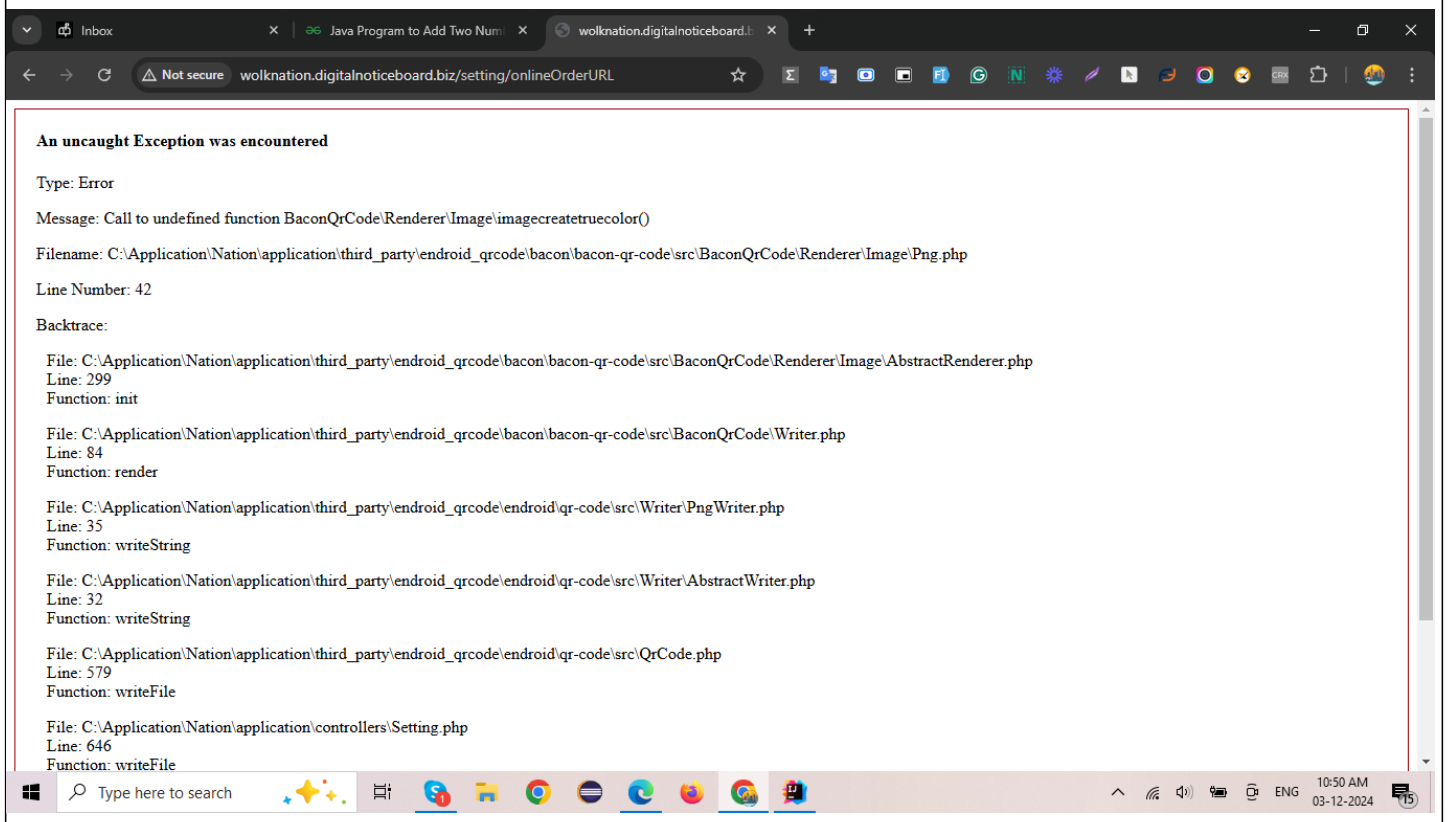 Inbox
Java Program to Add Two Num
wolknation.digitalnoticeboard.b
Not secure wolknation.digitalnoticeboard.biz/setting/onlineOrderURL
CRX
An uncaught Exception was encountered
Type: Error
Message: Call to undefined function BaconQrCode\Renderer\Image\imagecreatetruecolor()
Filename: C:\Application\Nation\application\third_party\endroid_qrcode\bacon\bacon-qr-code\src\BaconQrCode\Renderer\Image\Png.php
Line Number: 42
Backtrace:
File: C:\Application\Nation\application\third_party\endroid_qrcode\bacon\bacon-qr-code\src\BaconQrCode\Renderer\Image\AbstractRenderer.php
Line: 299
Function: init
File: C:\Application\Nation\application\third_party\endroid_qrcode\bacon\bacon-qr-code\src\BaconQrCode\Writer.php
Line: 84
Function: render
File: C:\Application\Nation\application\third_party\endroid_qrcode\endroid\qr-code\src\Writer\PngWriter.php
Line: 35
Function: writeString
File: C:\Application\Nation\application\third_party\endroid_qrcode\endroid\qr-code\src\Writer\AbstractWriter.php
Line: 32
Function: writeString
File: C:\Application\Nation\application\third_party\endroid_qrcode\endroid\qr-code\src\QrCode.php
Line: 579
Function: writeFile
File: C:\Application\Nation\application\controllers\Setting.php
Line: 646
Function: writeFile
Type here to search
ENG
10:50 AM
03-12-2024
15